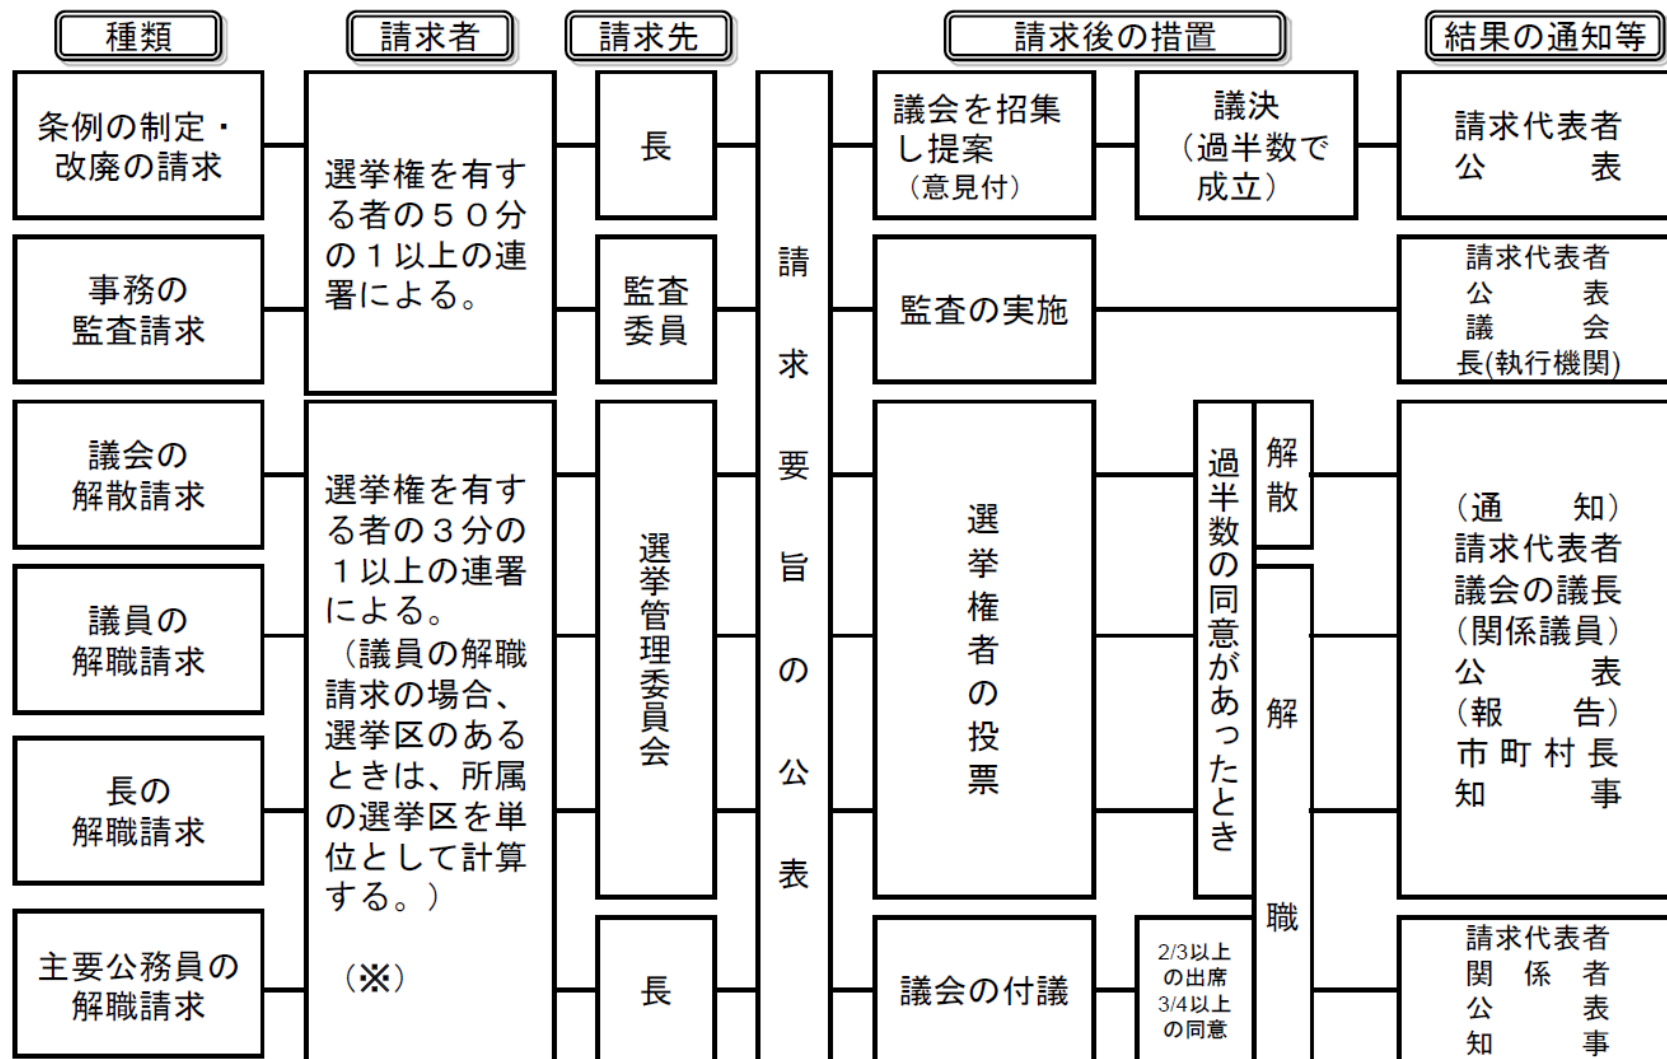 種類
請求者
請求先
請求後の措置
結果の通知等
条例の制定・
改廃の請求
選挙権を有す
る者の５０分
の１以上の連
署による。
長
請求要旨の公表
議会を招集
し提案
（意見付）
議決
（過半数で
成立）
請求代表者
公　　　表
事務の
監査請求
監査
委員
監査の実施
請求代表者
公　　　表
議　　　会
長(執行機関)
議会の
解散請求
選挙権を有す
る者の３分の
１以上の連署
による。
（議員の解職
請求の場合、
選挙区のある
ときは、所属
の選挙区を単
位として計算
する。）
（※）
選挙管理委員会
選挙権者の投票
過半数の同意があったとき
解散
（通　　知）
請求代表者
議会の議長
（関係議員）
公　　　表
（報　　告）
市 町 村 長
知　　　事
議員の
解職請求
解職
長の
解職請求
主要公務員の
解職請求
長
議会の付議
2/3以上
の出席
3/4以上
の同意
請求代表者
関　係　者
公　　　表
知　　　事